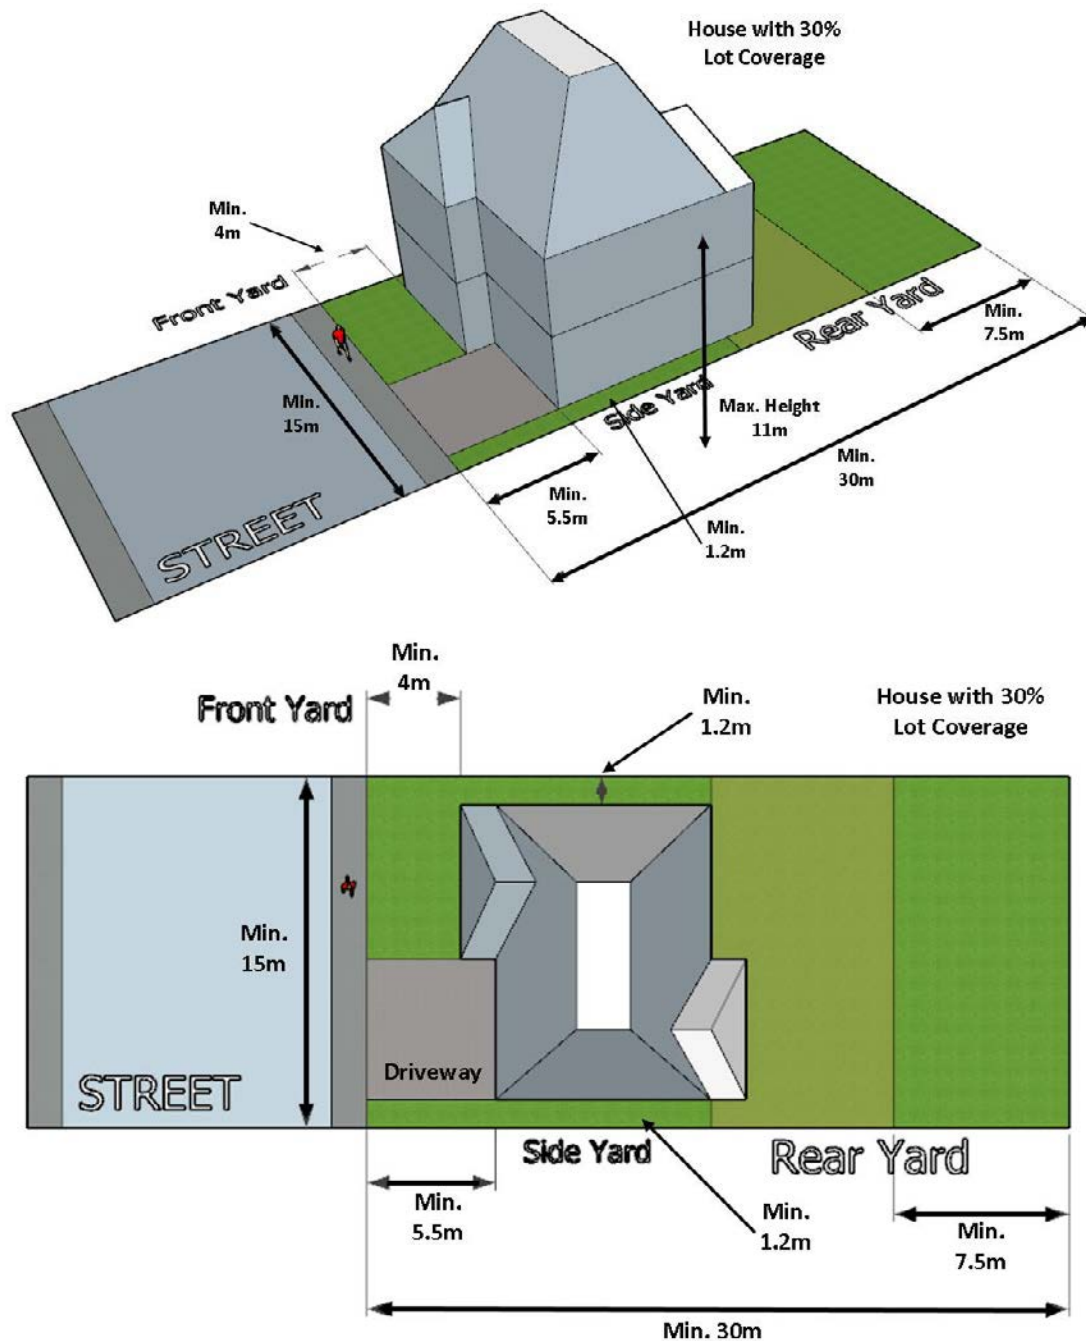 House with 30%
Lot Coverage
Min.
4m
Front Yard
Min.
15m
STREET
Rear Yard
Min.
7.5m
Side Yard
Max. Height
11m
Min.
30m
Min.
5.5m
Min.
1.2m
Min.
4m
Front Yard
Min.
1.2m
House with 30%
Lot Coverage
Min.
15m
Driveway
STREET
Side Yard
Rear Yard
Min.
5.5m
Min.
1.2m
Min.
7.5m
Min. 30m